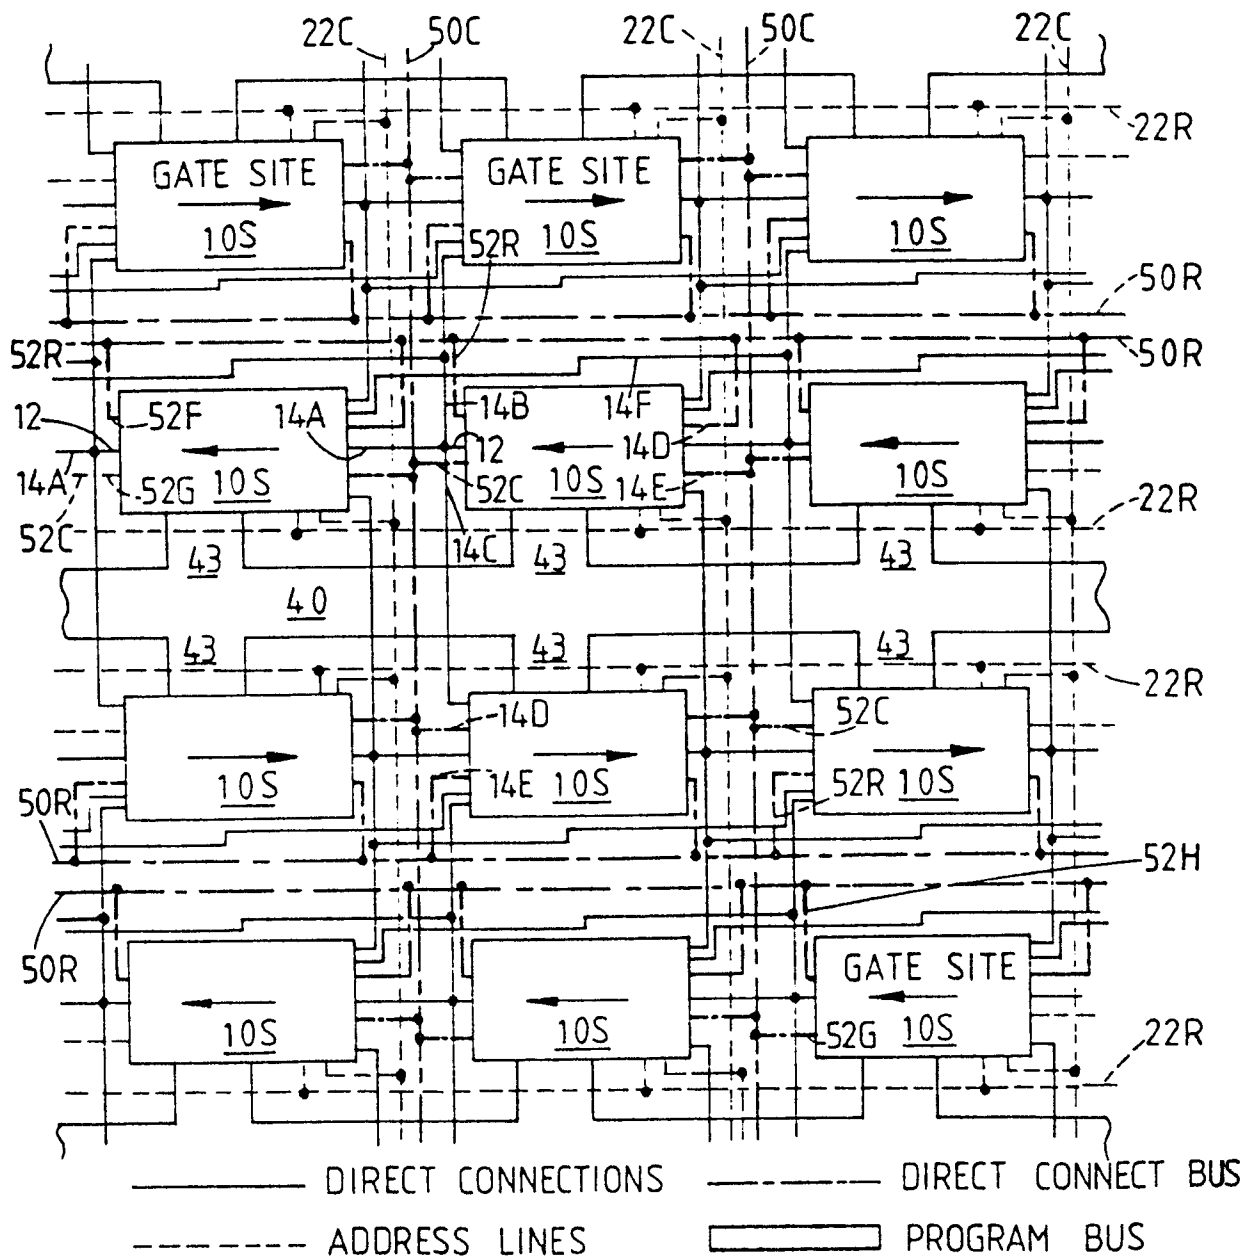 22C 50C 22C 50C 22C
22R
GATE SITE GATE SITE
10S 10S 10S
52R
50R
52R 50R
12 52F 14A 14B 14F
12 14D
14A 52G 10S 52C 10S 14E 10S
52C 14C 22R
43 43 43
40
43 43 43
22R
14D 52C
10S 14E 10S 52R 10S
50R
52H
50R
GATE SITE
10S 10S 52G 10S
22R
DIRECT CONNECTIONS DIRECT CONNECT BUS
ADDRESS LINES PROGRAM BUS